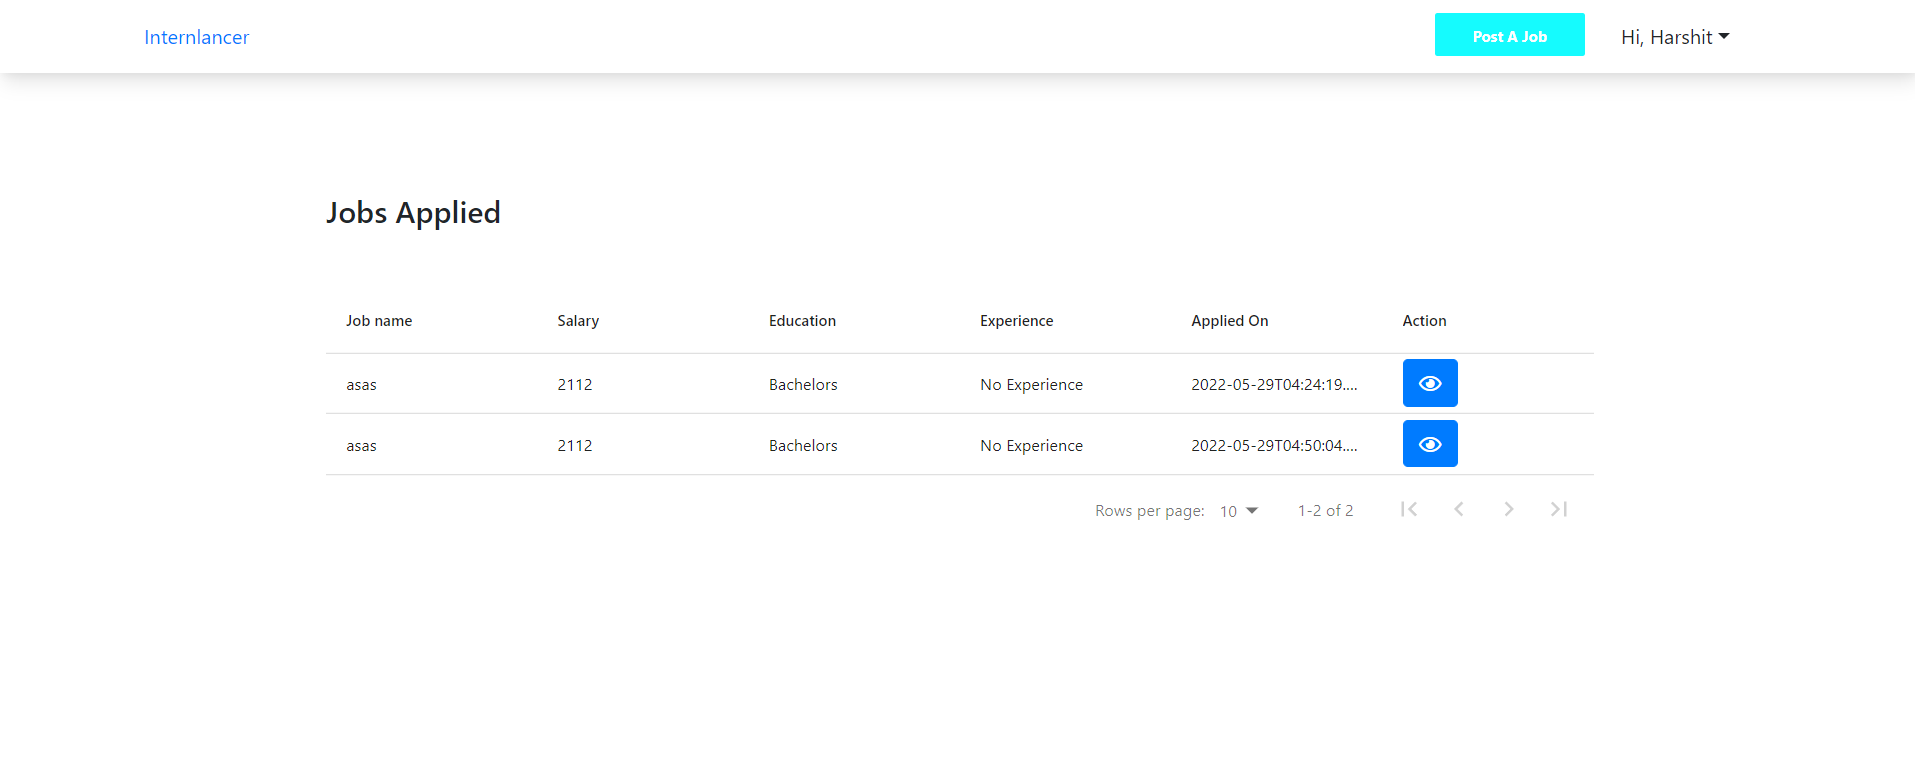 Internlancer Post A Job Hi, Harshit
Jobs Applied
Job name Salary Education Experience Applied On Action
asas 2112 Bachelors No Experience 2022-05-29T04:24:19....
asas 2112 Bachelors No Experience 2022-05-29T04:50:04....
Rows per page: 10 1-2 of 2